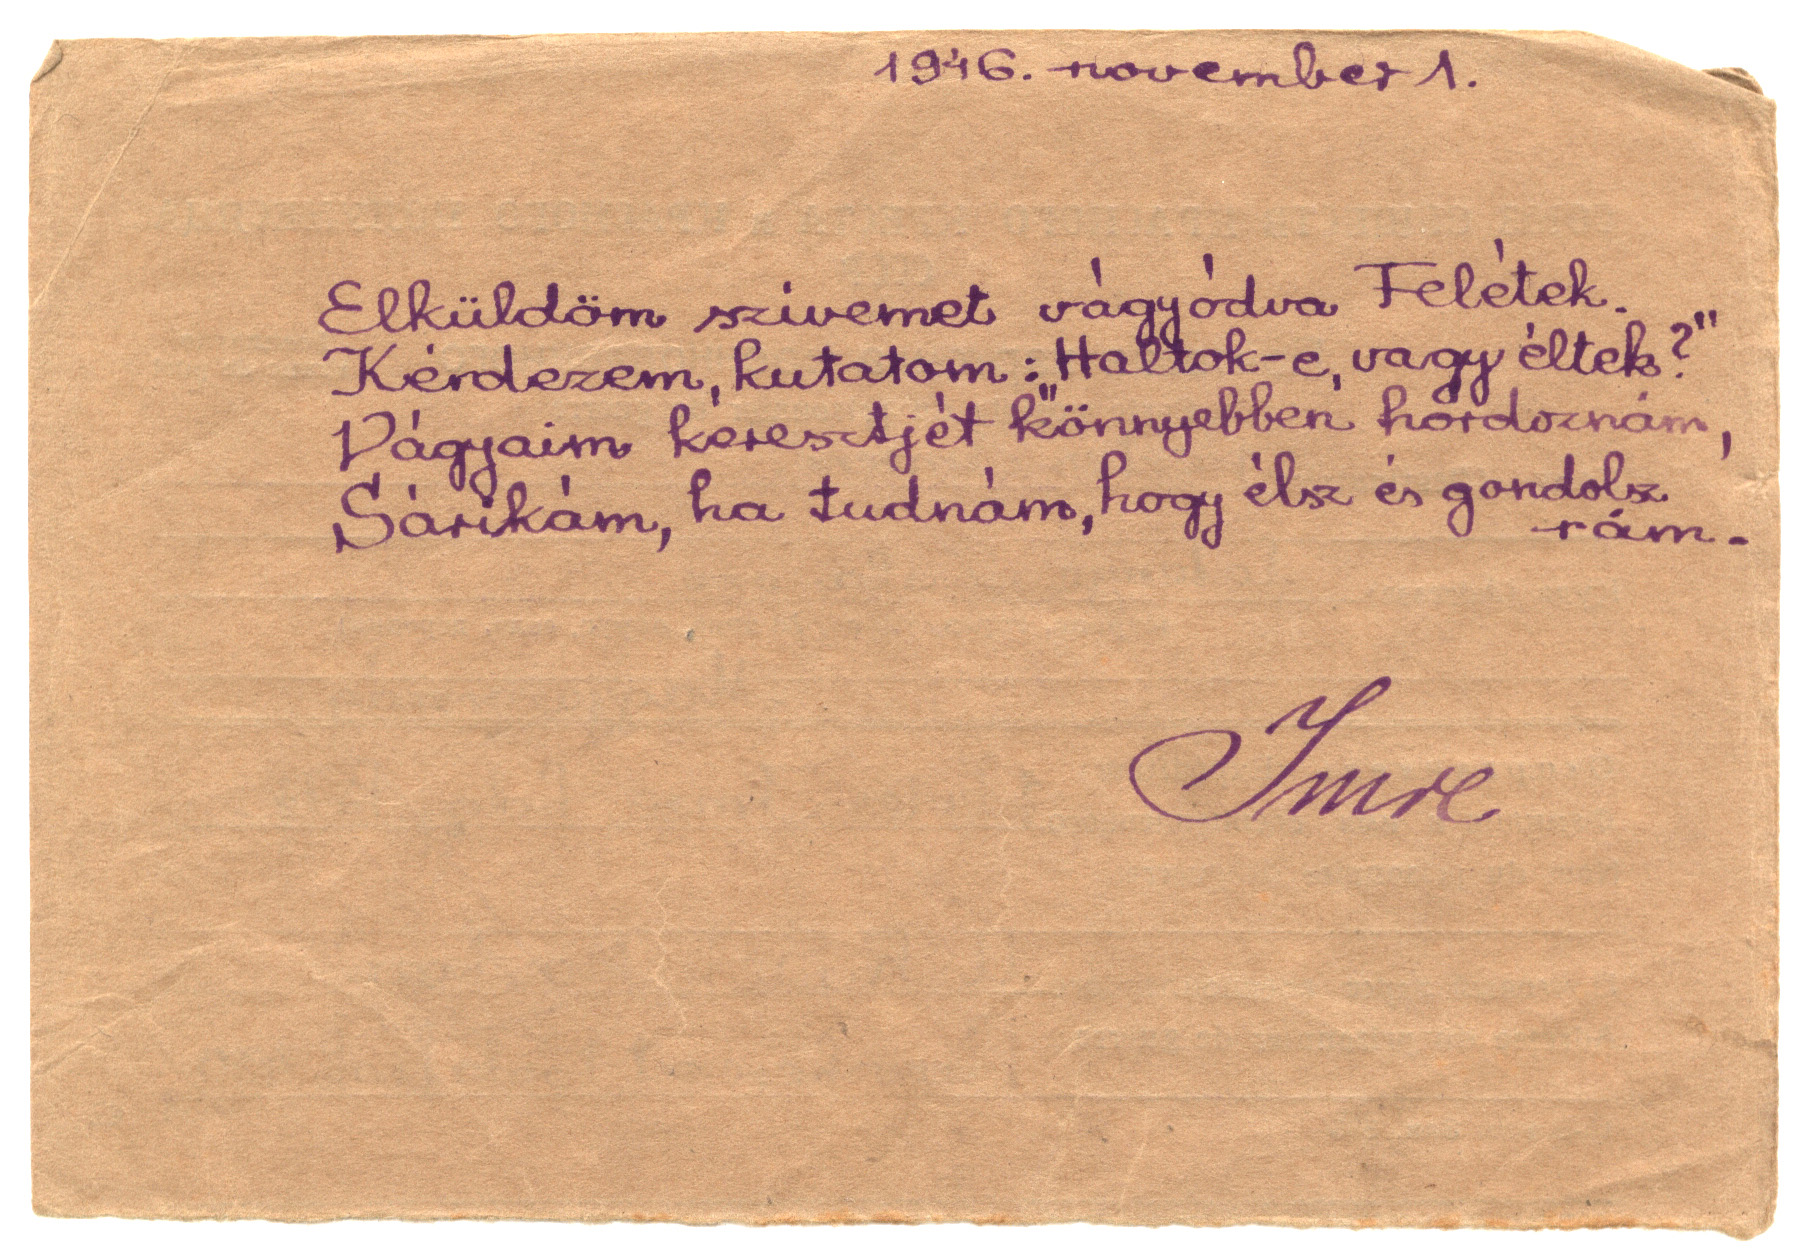 1946. november 1.
Elküldöm szivemet vágyódva Felétek.
Kérdezem, kutatom: „Haltok-e, vagy éltek?"
Vágyaim keresztjét könnyebben hordoznám,
Sárikám, ha tudnám, hogy élsz és gondolsz
rám.
Imre